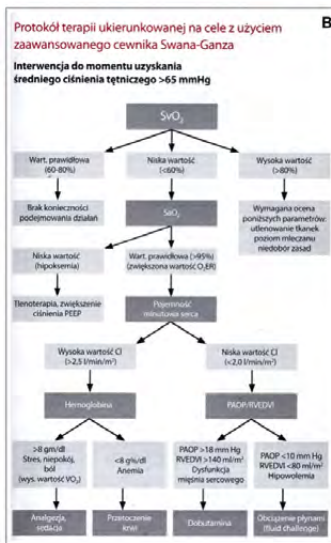 Protokół terapii ukierunkowanej na cele z użyciem
zaawansowanego cewnika Swana-Ganza
B
Interwencja do momentu uzyskania
średniego ciśnienia tętniczego >65 mmHg
SvO₂
Wart. prawidłowa
(60-80%)
Niska wartość
(<60%)
Wysoka wartość
(>80%)
Brak konieczności
podejmowania działań
SaO₂
Wymagana ocena
poniższych parametrów:
utlenowanie tkanek
poziom mleczanu
niedobór zasad
Niska wartość
(hipoksemia)
Wart. prawidłowa (>95%)
(zwiększona wartość O₂ER)
Tlenoterapia, zwiększenie
ciśnienia PEEP
Pojemność
minutowa serca
Wysoka wartość CI
(>2,5 l/min/m²)
Niska wartość CI
(<2,0 l/min/m²)
Hemoglobina
PAOP/RVEDVI
>8 gm/dl
Stres, niepokój,
ból
(wys. wartość VO₂)
<8 gm/dl
Anemia
PAOP >18 mm Hg
RVEDVI >140 ml/m²
Dysfunkcja
mięśnia sercowego
PAOP <10 mm Hg
RVEDVI <80 ml/m²
Hipowolemia
Analgezja,
sedacja
Przetoczenie
krwi
Dobutamina
Obciążenie płynami
(fluid challenge)